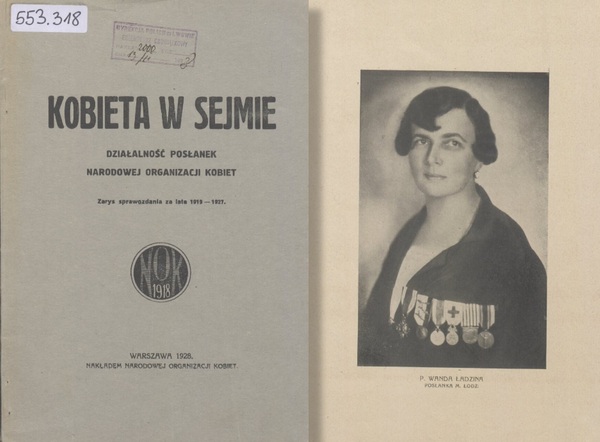 553.318
2000
KOBIETA W SEJMIE
DZIAŁALNOŚĆ POSŁANEK
NARODOWEJ ORGANIZACJI KOBIET
Zarys sprawozdania za lata 1919 — 1927.
NOK
1918
WARSZAWA 1928.
NAKŁADEM NARODOWEJ ORGANIZACJI KOBIET.
P. WANDA ŁADZINA
POSŁANKA M. ŁODZI